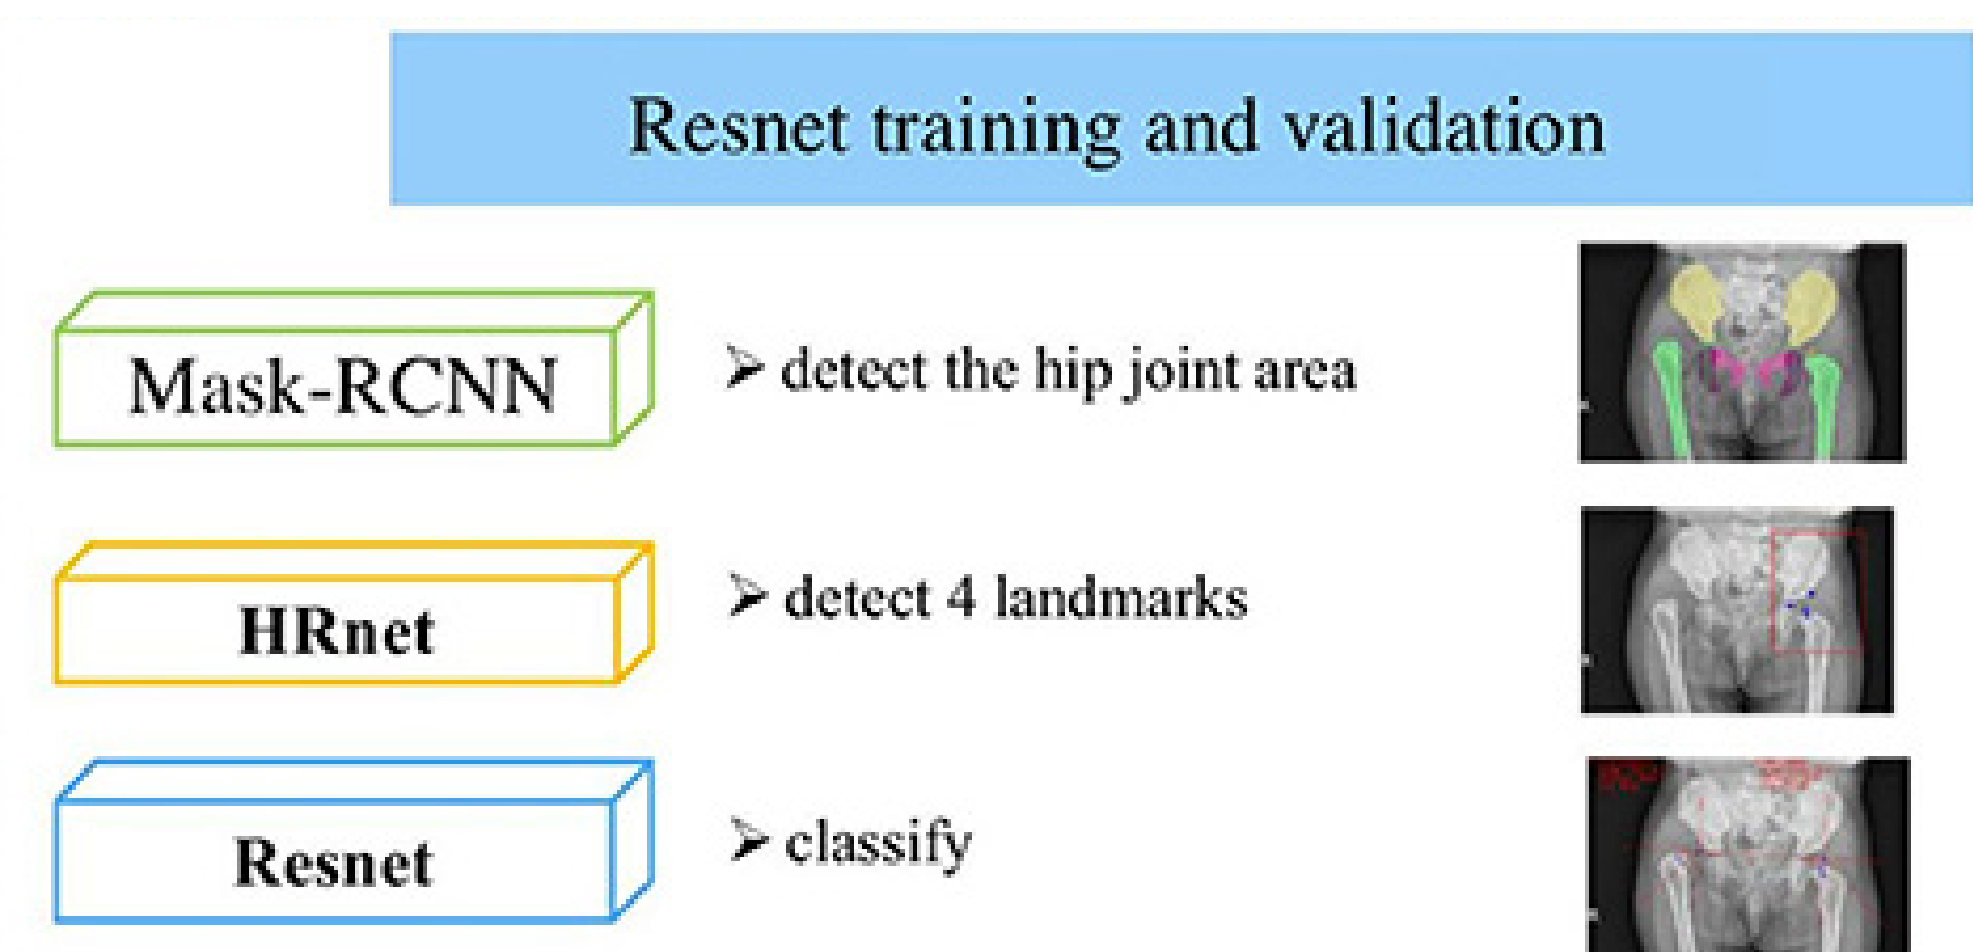 Resnet training and validation
Mask-RCNN
detect the hip joint area
HRnet
detect 4 landmarks
Resnet
classify